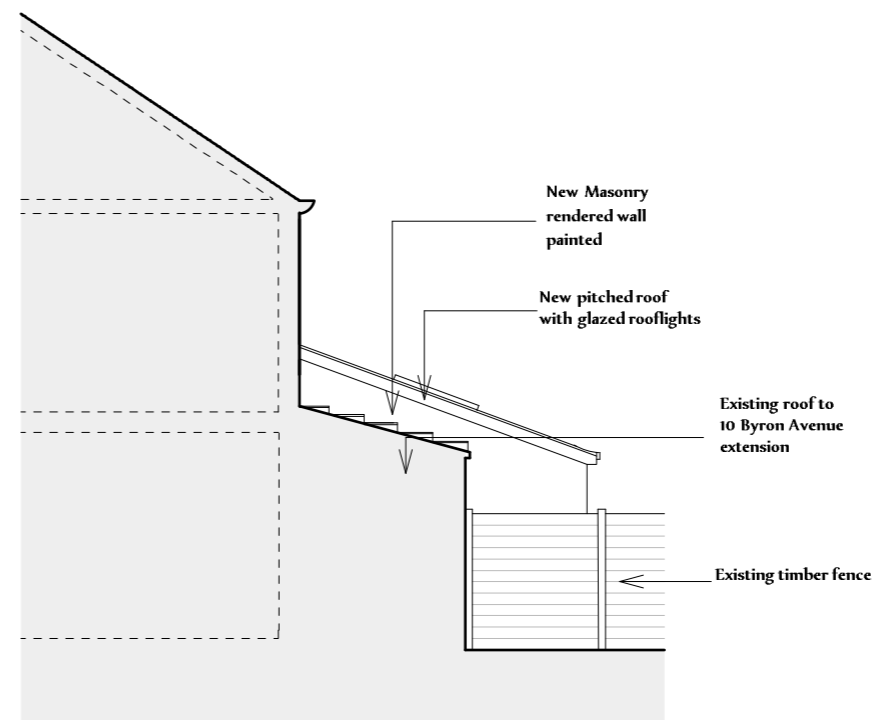 New Masonry
rendered wall
painted
New pitched roof
with glazed rooflights
Existing roof to
10 Byron Avenue
extension
Existing timber fence